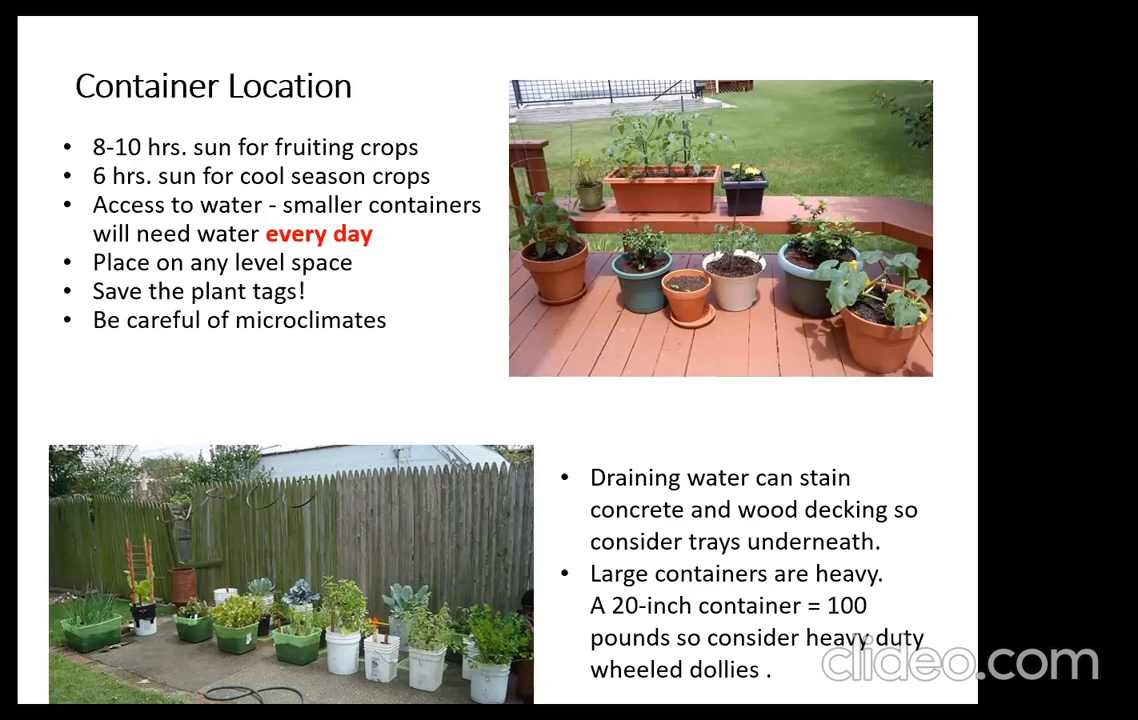 Container Location
• 8-10 hrs. sun for fruiting crops
• 6 hrs. sun for cool season crops
• Access to water - smaller containers
will need water every day
• Place on any level space
• Save the plant tags!
• Be careful of microclimates
• Draining water can stain
concrete and wood decking so
consider trays underneath.
• Large containers are heavy.
A 20-inch container = 100
pounds so consider heavy duty
wheeled dollies .
clideo.com